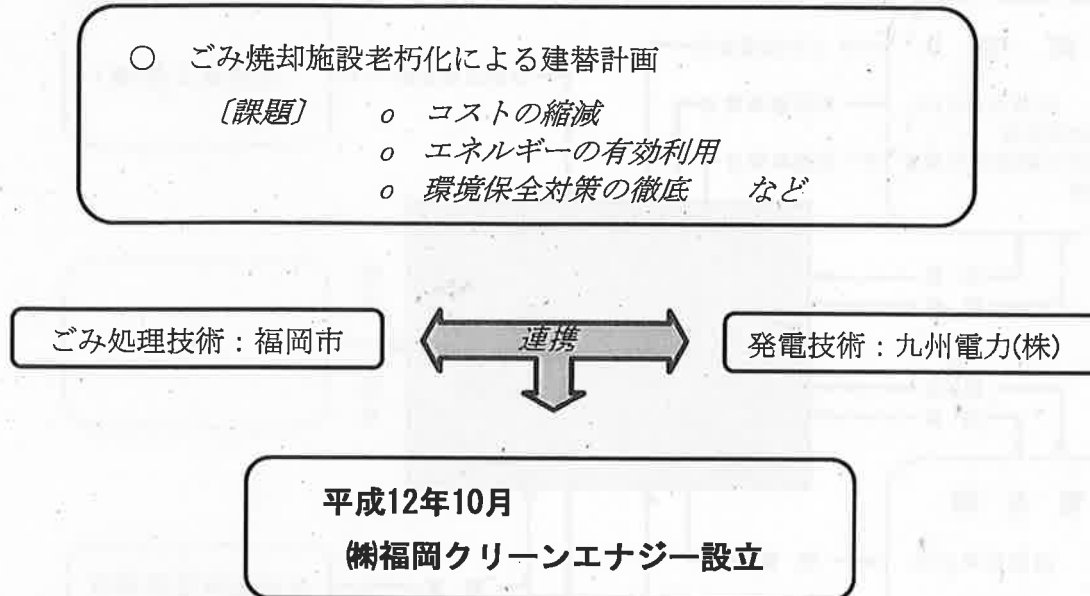 ○ ごみ焼却施設老朽化による建替計画
〔課題〕 o コストの縮減
o エネルギーの有効利用
o 環境保全対策の徹底 など
ごみ処理技術：福岡市
連携
発電技術：九州電力(株)
平成12年10月
㈱福岡クリーンエナジー設立